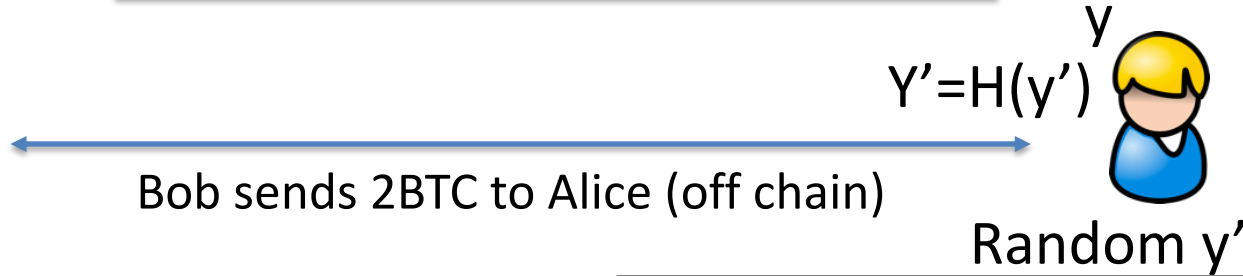 y
Y’=H(y’)
Bob sends 2BTC to Alice (off chain)
Random y’